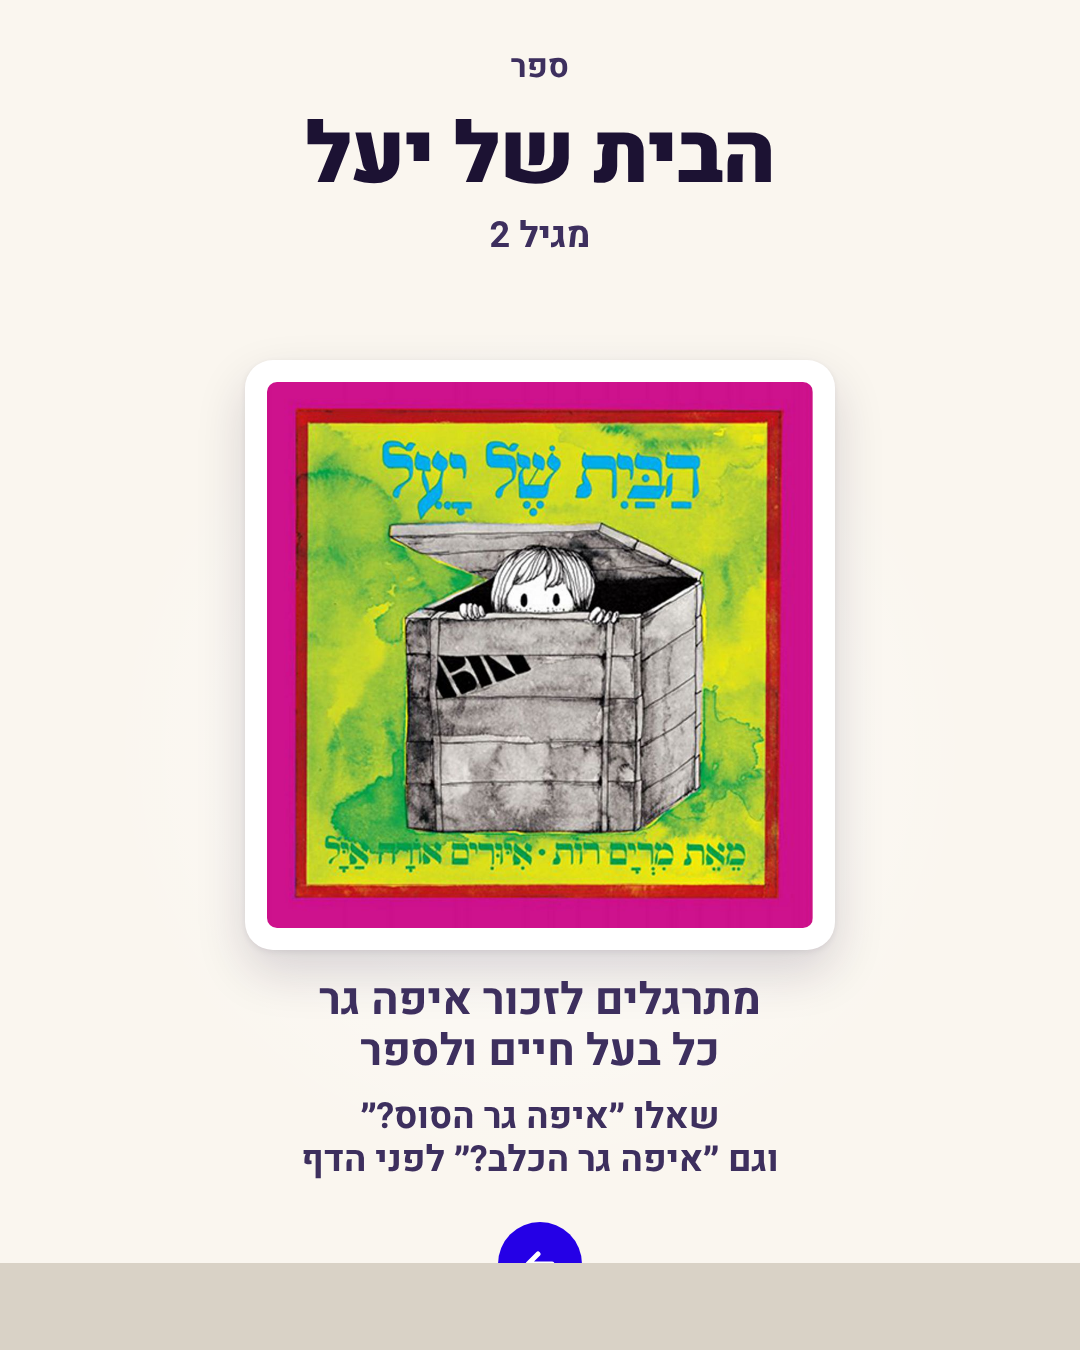 ספר
הבית של יעל
מגיל 2
הַבַּיִת שֶׁל יָעֵל
מֵאֵת מִרְיָם רוֹת • אִיּוּרִים אוֹרָה אַיָּל
מתרגלים לזכור איפה גר
כל בעל חיים ולספר
שאלו ״איפה גר הסוס?״
וגם ״איפה גר הכלב?״ לפני הדף